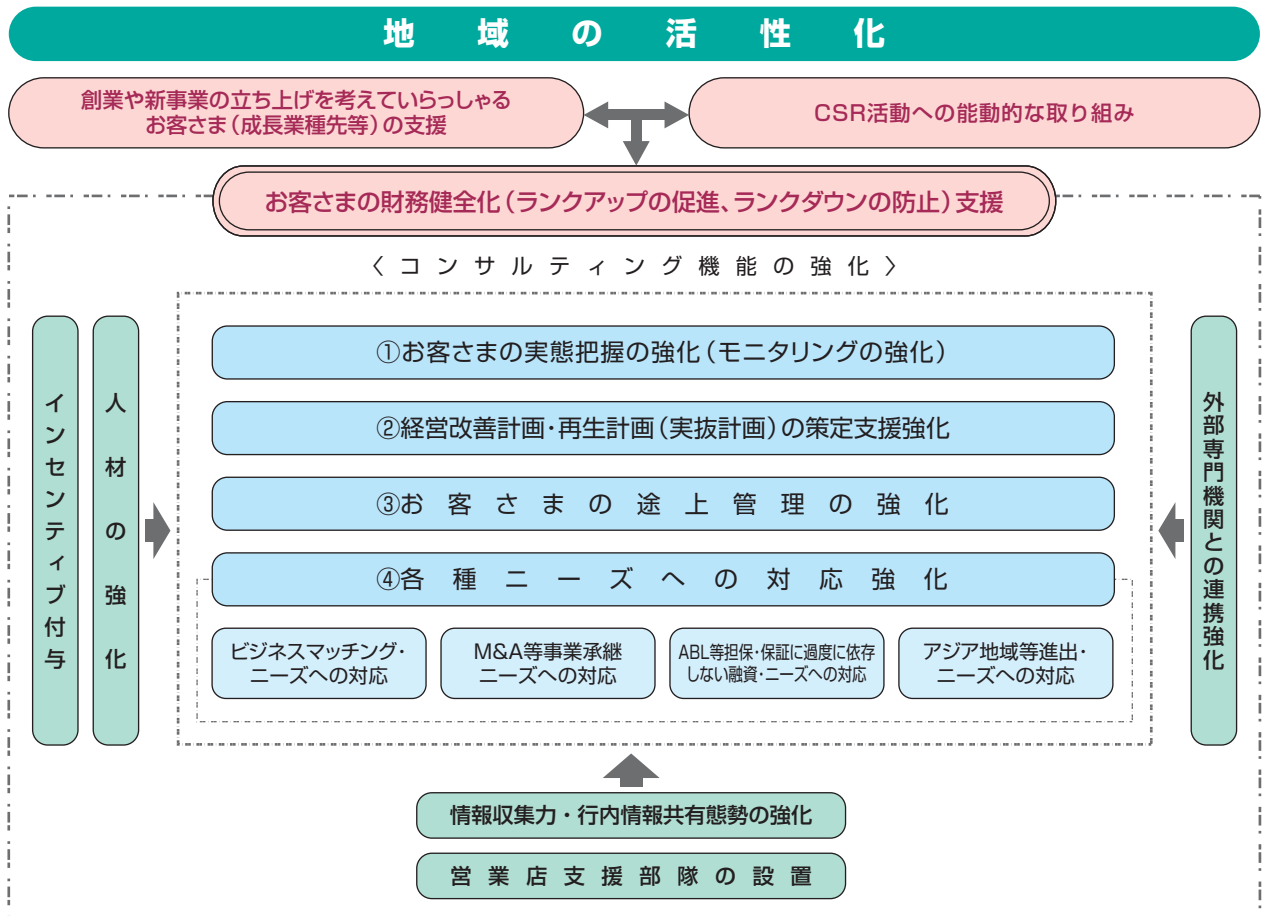 地域の活性化
創業や新事業の立ち上げを考えていらっしゃる
お客さま（成長業種先等）の支援
CSR活動への能動的な取り組み
お客さまの財務健全化（ランクアップの促進、ランクダウンの防止）支援
〈コンサルティング機能の強化〉
インセンティブ付与
人材の強化
①お客さまの実態把握の強化（モニタリングの強化）
②経営改善計画・再生計画（実抜計画）の策定支援強化
③お客さまの途上管理の強化
④各種ニーズへの対応強化
ビジネスマッチング・
ニーズへの対応
M&A等事業承継
ニーズへの対応
ABL等担保・保証に過度に依存
しない融資・ニーズへの対応
アジア地域等進出・
ニーズへの対応
外部専門機関との連携強化
情報収集力・行内情報共有態勢の強化
営業店支援部隊の設置